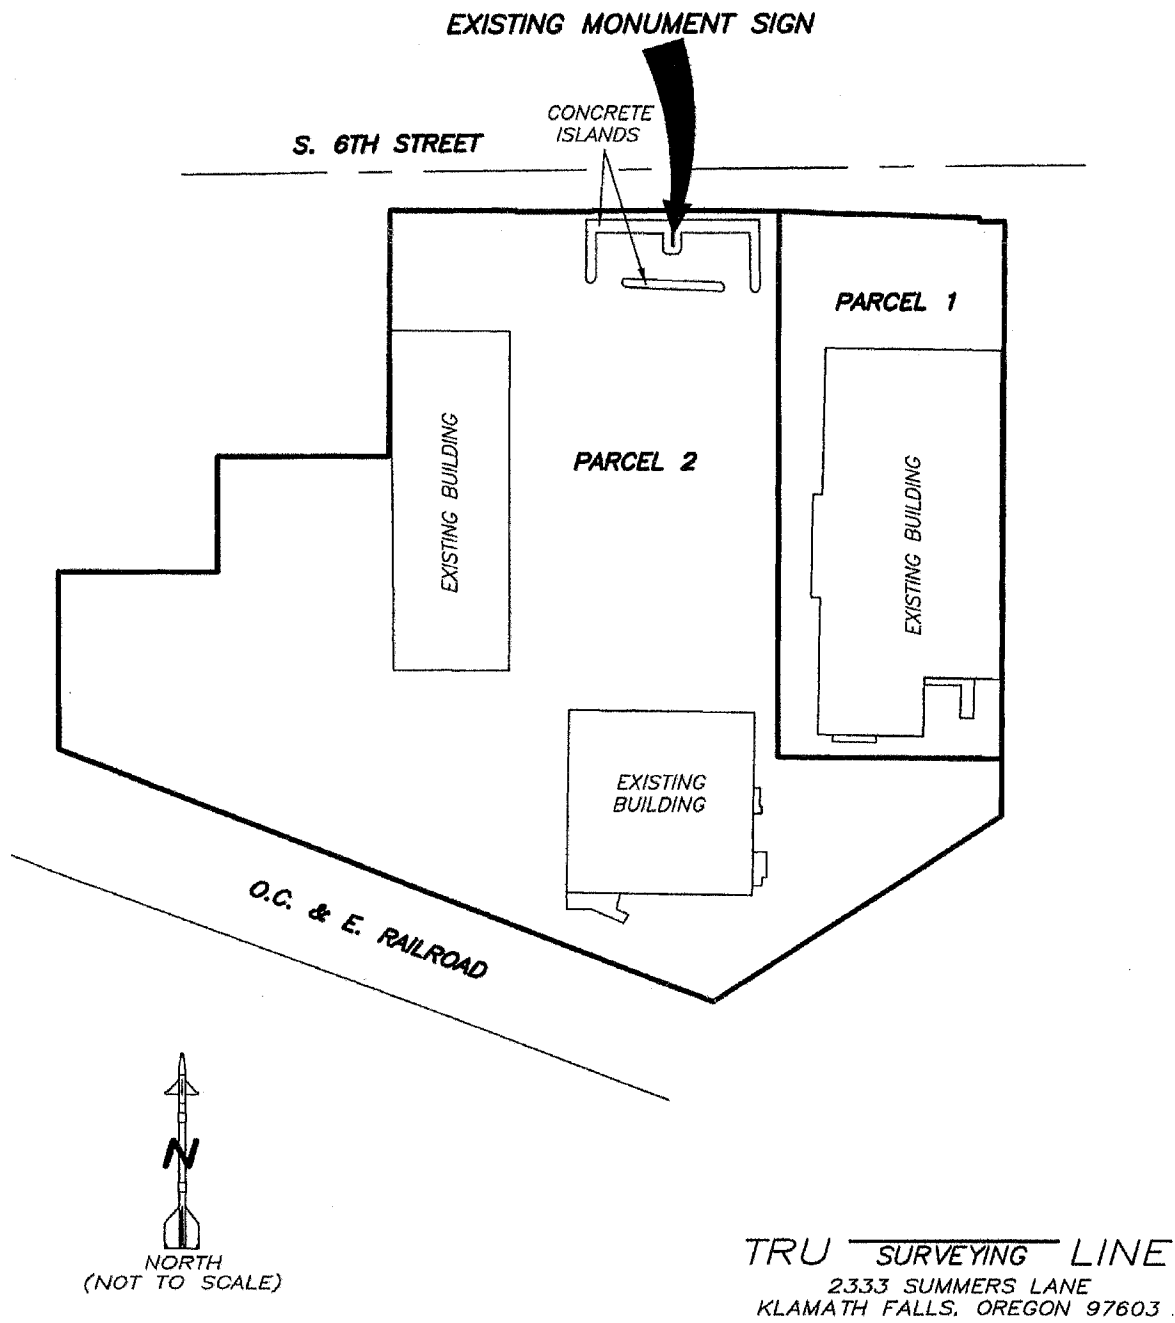 EXISTING MONUMENT SIGN
CONCRETE
ISLANDS
S. 6TH STREET
PARCEL 1
PARCEL 2
EXISTING BUILDING
EXISTING BUILDING
EXISTING
BUILDING
O.C. & E. RAILROAD
N
NORTH
(NOT TO SCALE)
TRU SURVEYING LINE
2333 SUMMERS LANE
KLAMATH FALLS, OREGON 97603